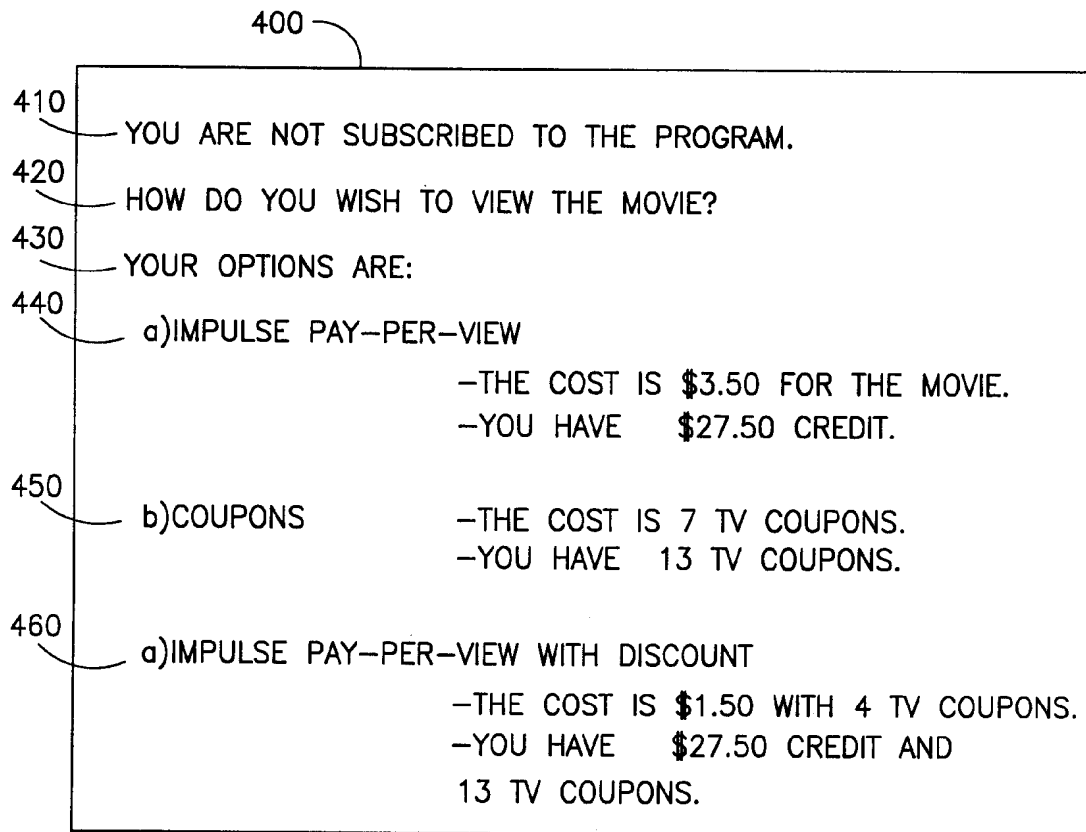 400
410
YOU ARE NOT SUBSCRIBED TO THE PROGRAM.
420
HOW DO YOU WISH TO VIEW THE MOVIE?
430
YOUR OPTIONS ARE:
440
a)IMPULSE PAY-PER-VIEW
-THE COST IS $3.50 FOR THE MOVIE.
-YOU HAVE $27.50 CREDIT.
450
b)COUPONS -THE COST IS 7 TV COUPONS.
-YOU HAVE 13 TV COUPONS.
460
a)IMPULSE PAY-PER-VIEW WITH DISCOUNT
-THE COST IS $1.50 WITH 4 TV COUPONS.
-YOU HAVE $27.50 CREDIT AND
13 TV COUPONS.